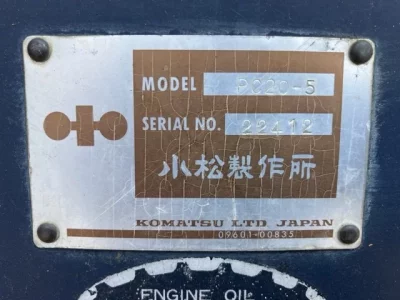 MODEL PC20-5
SERIAL NO. 22412
小松製作所
KOMATSU LTD. JAPAN
09601-00835
ENGINE OIL